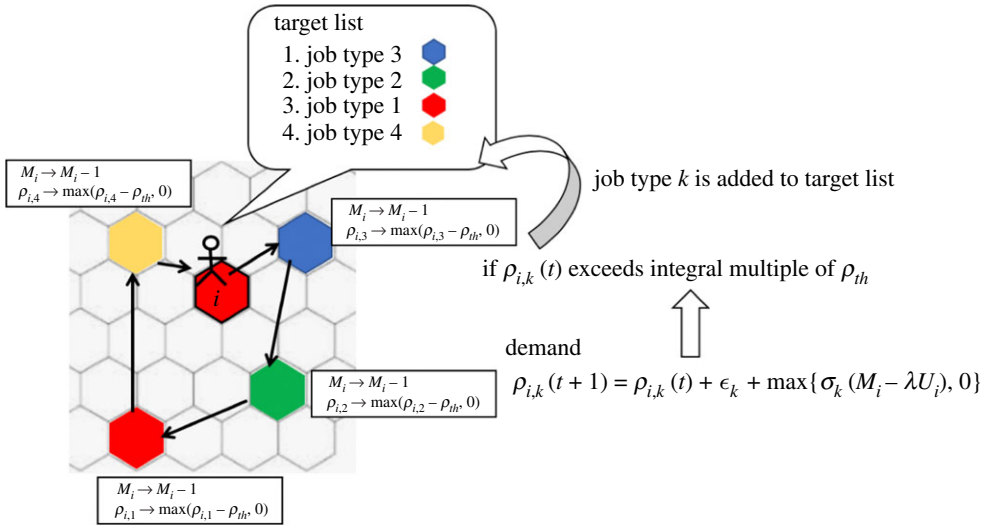 target list
1. job type 3
2. job type 2
3. job type 1
4. job type 4
M_i → M_i – 1
ρ_{i,4} → max(ρ_{i,4} – ρ_{th}, 0)
M_i → M_i – 1
ρ_{i,3} → max(ρ_{i,3} – ρ_{th}, 0)
job type k is added to target list
i
if ρ_{i,k} (t) exceeds integral multiple of ρ_{th}
demand
ρ_{i,k} (t + 1) = ρ_{i,k} (t) + ϵ_k + max{σ_k (M_i – λU_i), 0}
M_i → M_i – 1
ρ_{i,2} → max(ρ_{i,2} – ρ_{th}, 0)
M_i → M_i – 1
ρ_{i,1} → max(ρ_{i,1} – ρ_{th}, 0)